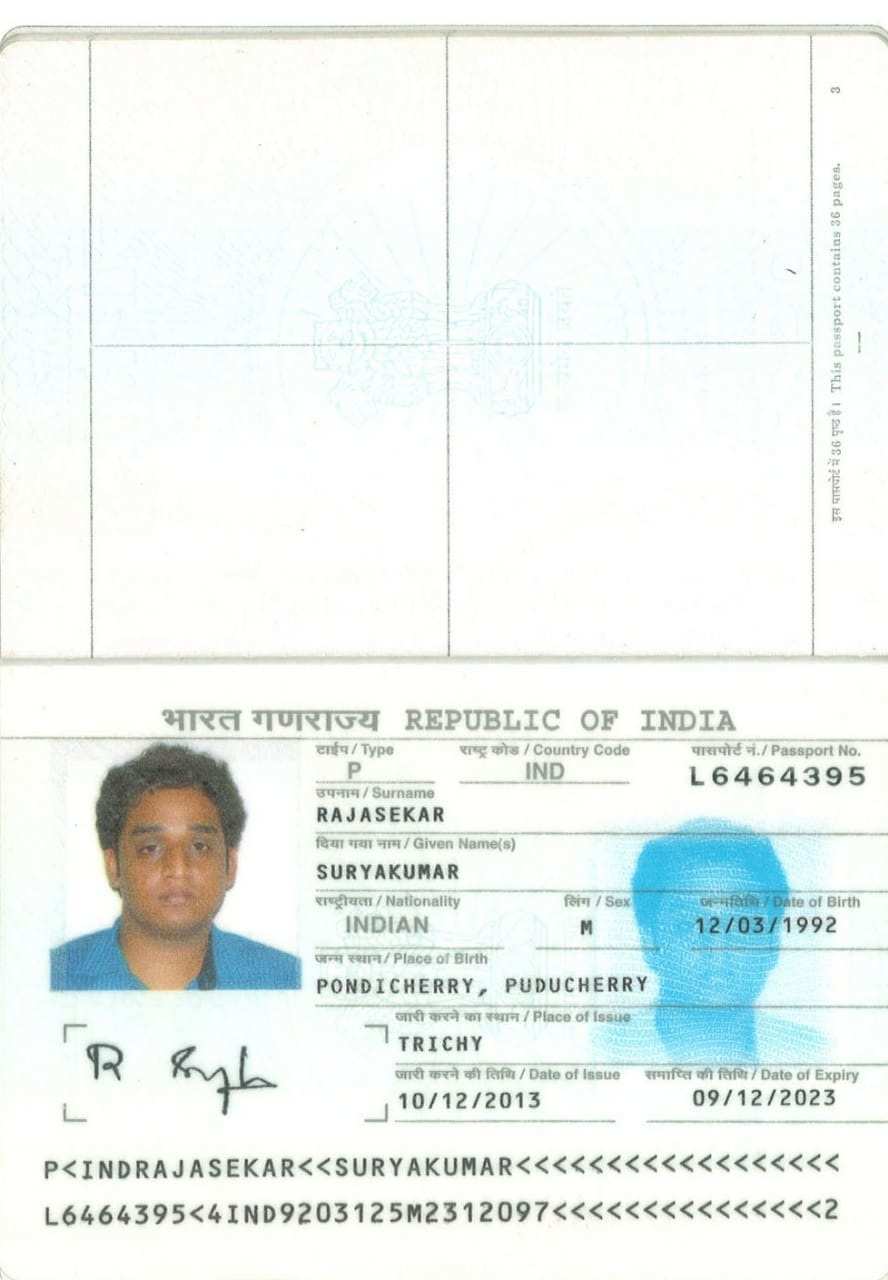 3
इस पासपोर्ट में 36 पृष्ठ हैं। This passport contains 36 pages.
भारत गणराज्य REPUBLIC OF INDIA
टाईप / Type राष्ट्र कोड / Country Code पासपोर्ट नं. / Passport No.
P IND L6464395
उपनाम / Surname
RAJASEKAR
दिया गया नाम / Given Name(s)
SURYAKUMAR
राष्ट्रीयता / Nationality लिंग / Sex जन्मतिथि / Date of Birth
INDIAN M 12/03/1992
जन्म स्थान / Place of Birth
PONDICHERRY, PUDUCHERRY
जारी करने का स्थान / Place of Issue
TRICHY
जारी करने की तिथि / Date of Issue समाप्ति की तिथि / Date of Expiry
10/12/2013 09/12/2023
P<INDRAJASEKAR<<SURYAKUMAR<<<<<<<<<<<<<<<<<<
L6464395<4IND9203125M2312097<<<<<<<<<<<<<<<2